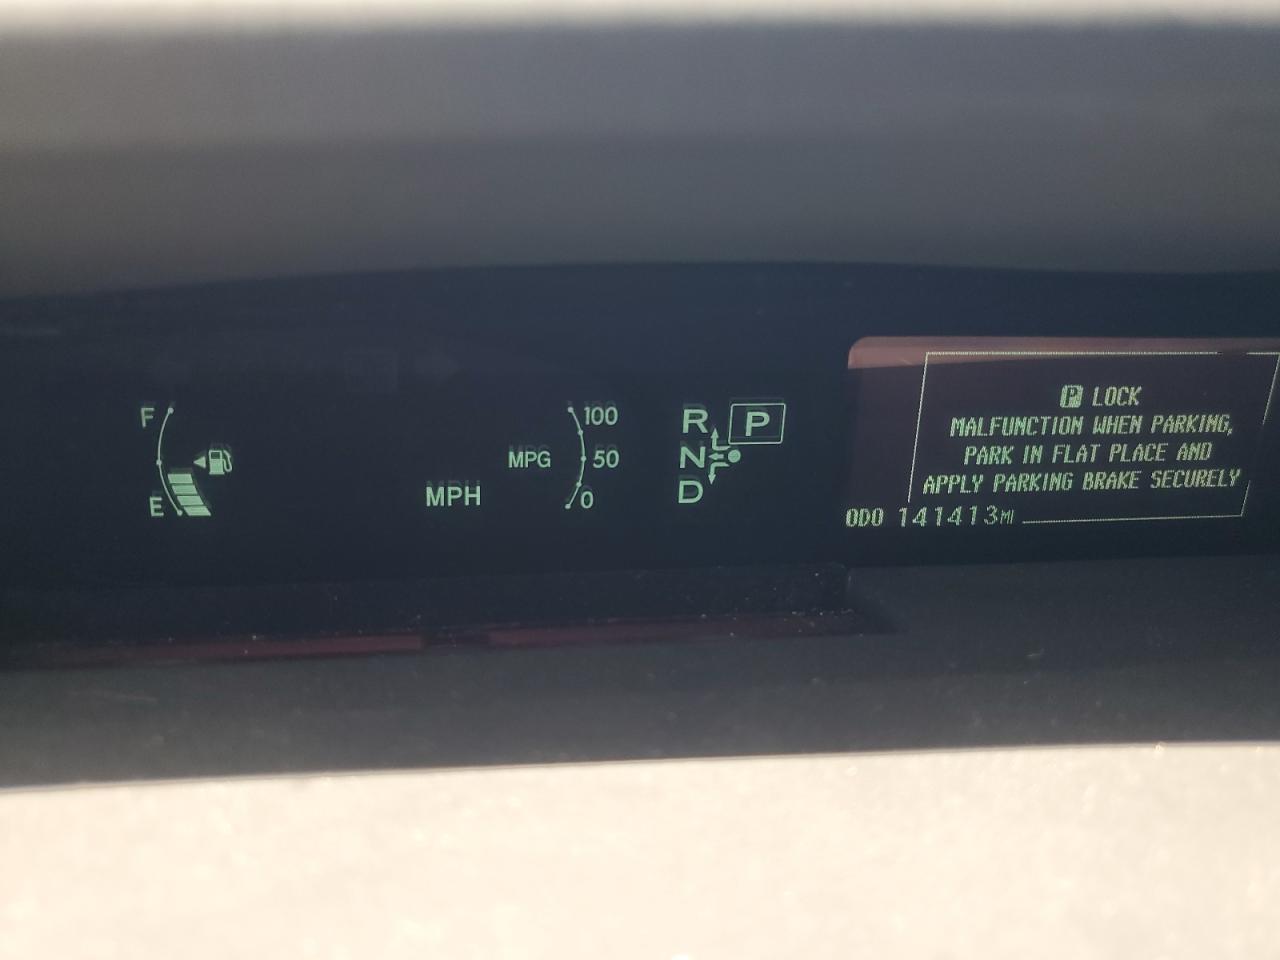 F
E
MPH
MPG
100
50
0
R
P
N
D
P LOCK
MALFUNCTION WHEN PARKING,
PARK IN FLAT PLACE AND
APPLY PARKING BRAKE SECURELY
ODO 141413MI